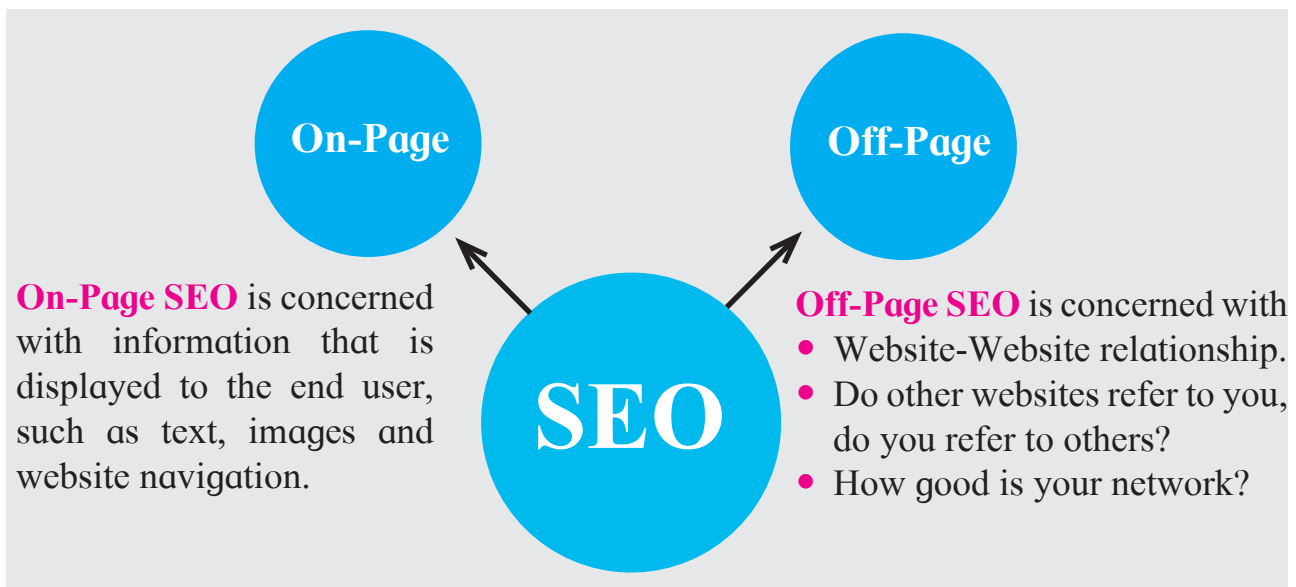 On-Page
Off-Page
On-Page SEO is concerned
with information that is
displayed to the end user,
such as text, images and
website navigation.
SEO
Off-Page SEO is concerned with
• Website-Website relationship.
• Do other websites refer to you,
do you refer to others?
• How good is your network?